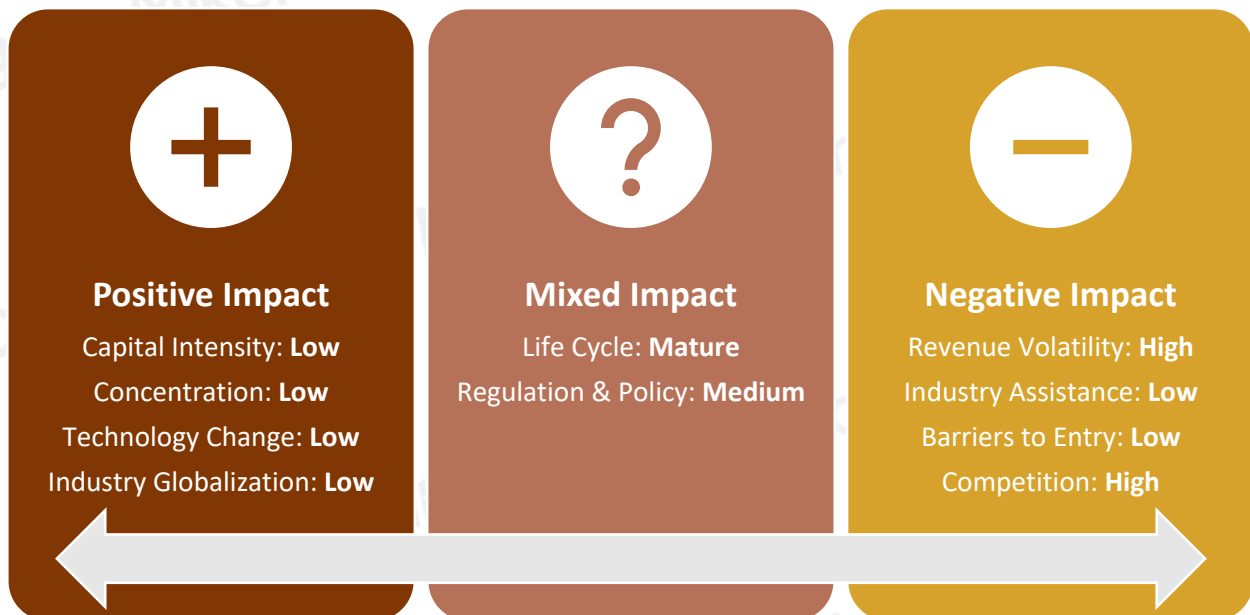 Positive Impact
Capital Intensity: Low
Concentration: Low
Technology Change: Low
Industry Globalization: Low
Mixed Impact
Life Cycle: Mature
Regulation & Policy: Medium
Negative Impact
Revenue Volatility: High
Industry Assistance: Low
Barriers to Entry: Low
Competition: High